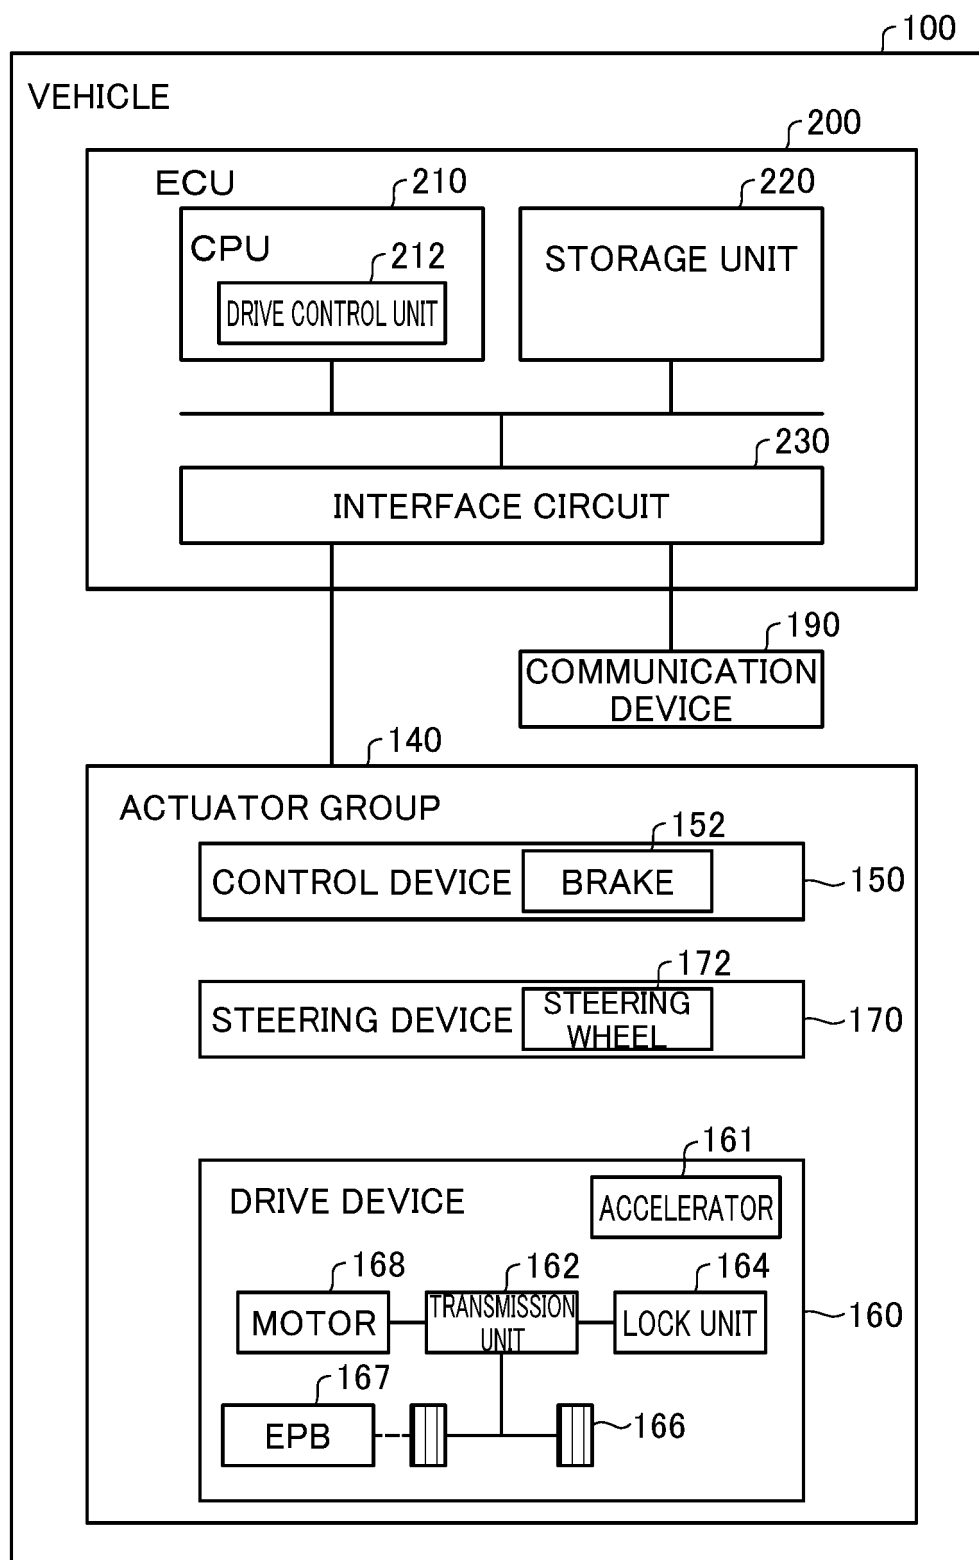 100
VEHICLE
200
ECU
210
220
CPU
212
STORAGE UNIT
DRIVE CONTROL UNIT
230
INTERFACE CIRCUIT
190
COMMUNICATION
DEVICE
140
ACTUATOR GROUP
152
CONTROL DEVICE
BRAKE
150
172
STEERING DEVICE
STEERING
WHEEL
170
161
DRIVE DEVICE
ACCELERATOR
168
162
164
MOTOR
TRANSMISSION
UNIT
LOCK UNIT
160
167
EPB
166